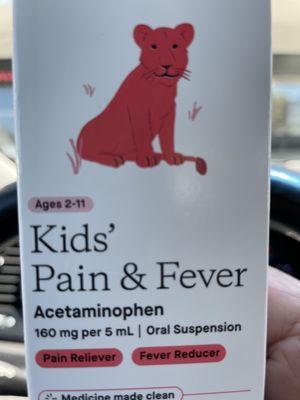 Ages 2-11
Kids'
Pain & Fever
Acetaminophen
160 mg per 5 mL | Oral Suspension
Pain Reliever Fever Reducer
Medicine made clean